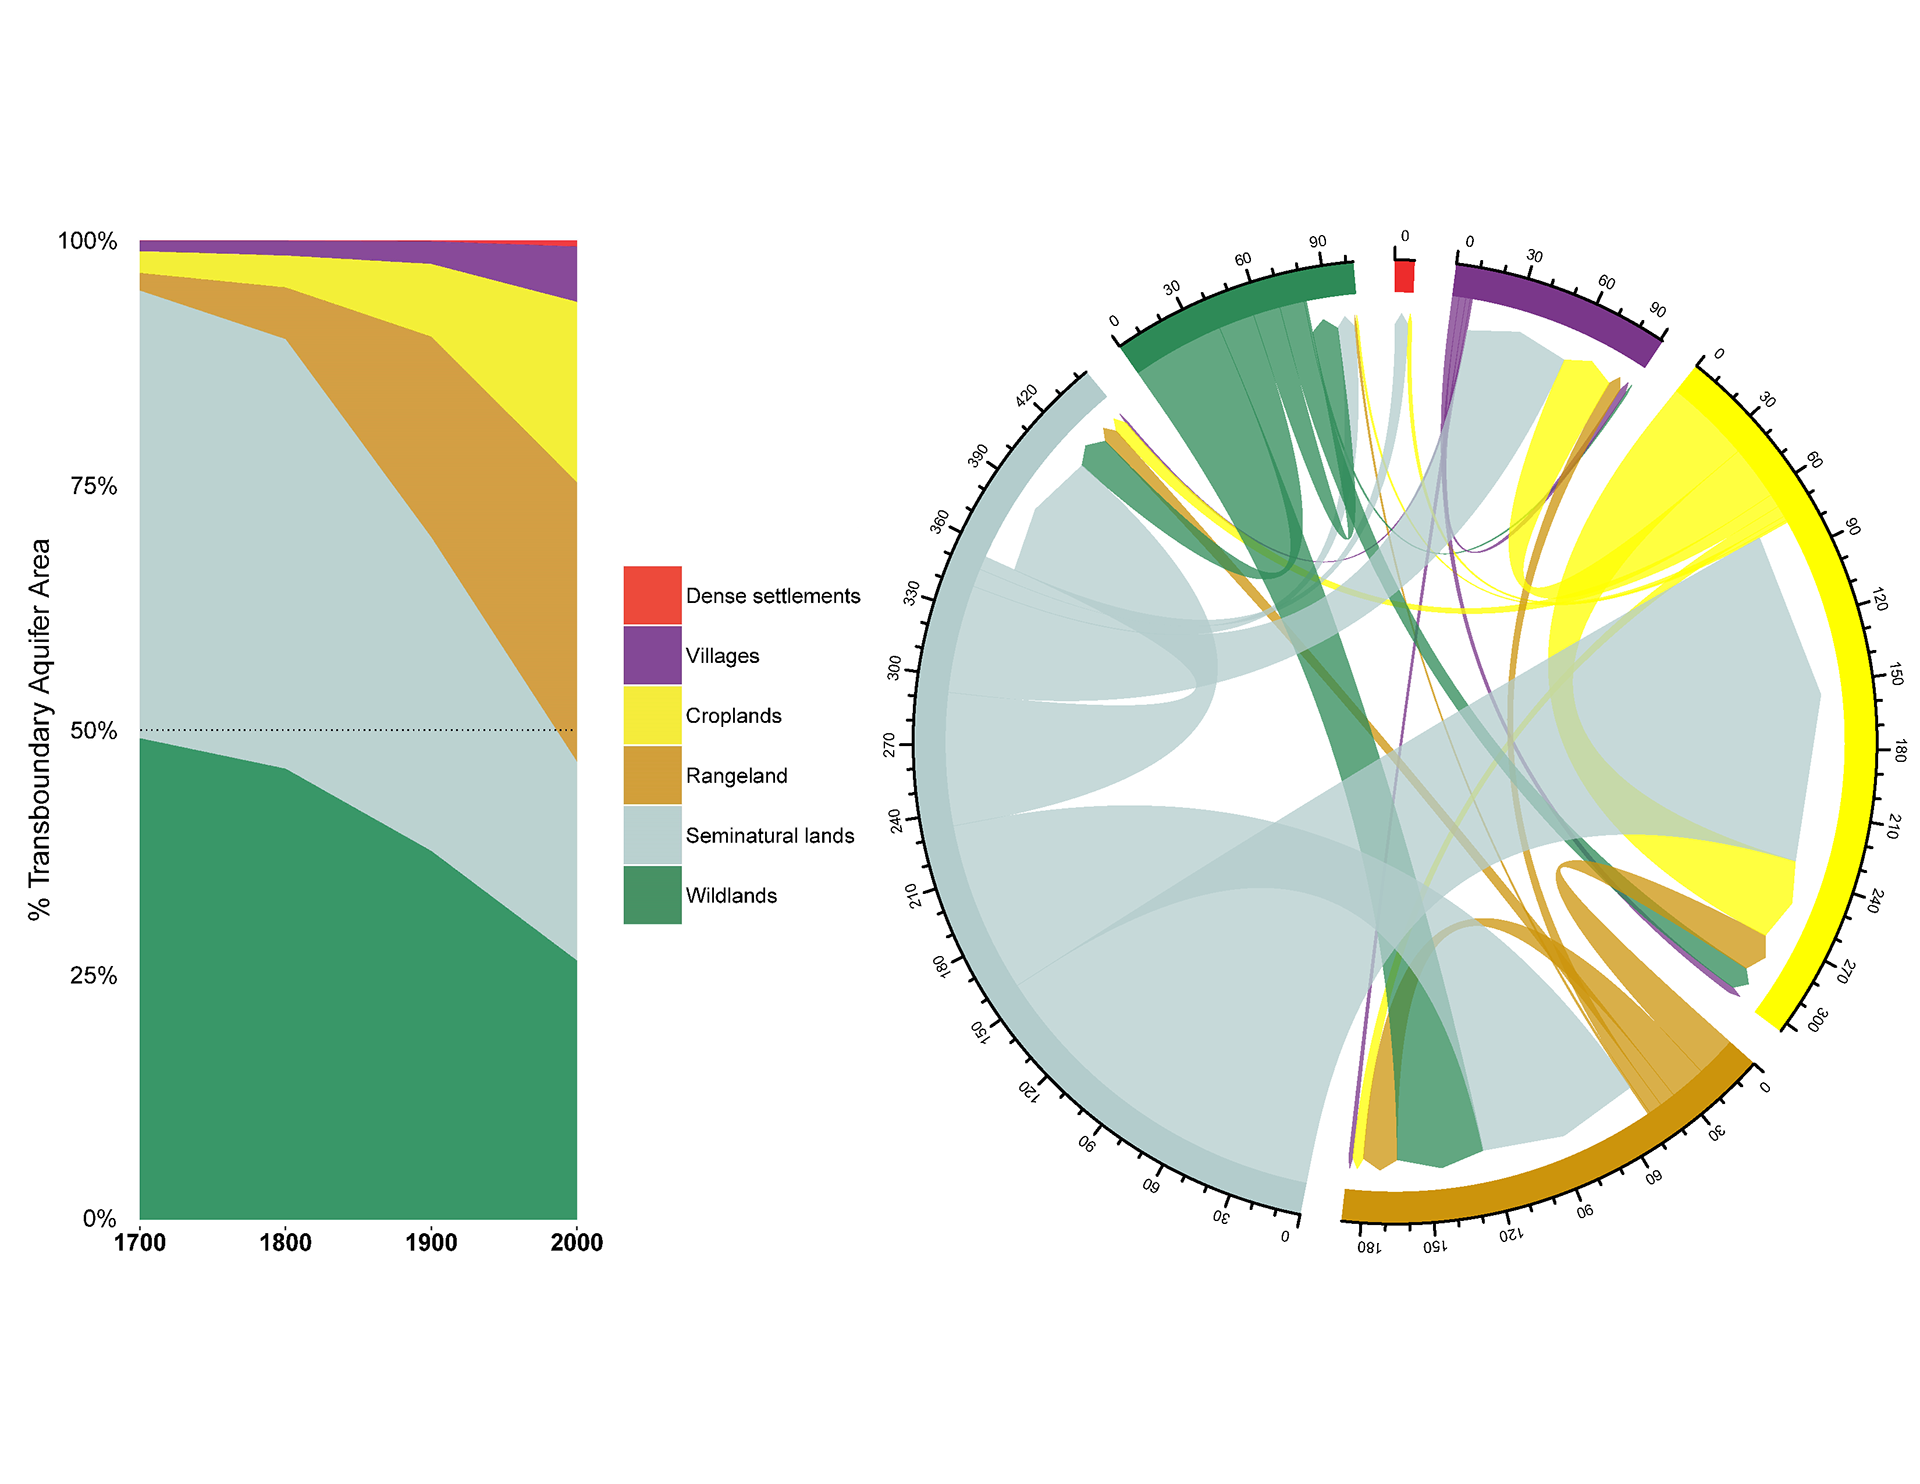 100%
75%
50%
25%
0%
% Transboundary Aquifer Area
1700 1800 1900 2000
Dense settlements
Villages
Croplands
Rangeland
Seminatural lands
Wildlands
0 30 60 90
0
0 30 60 90
0 30 60 90 120 150 180 210 240 270 300
0 30 60 90 120 150 180
0 30 60 90 120 150 180 210 240 270 300 330 360 390 420